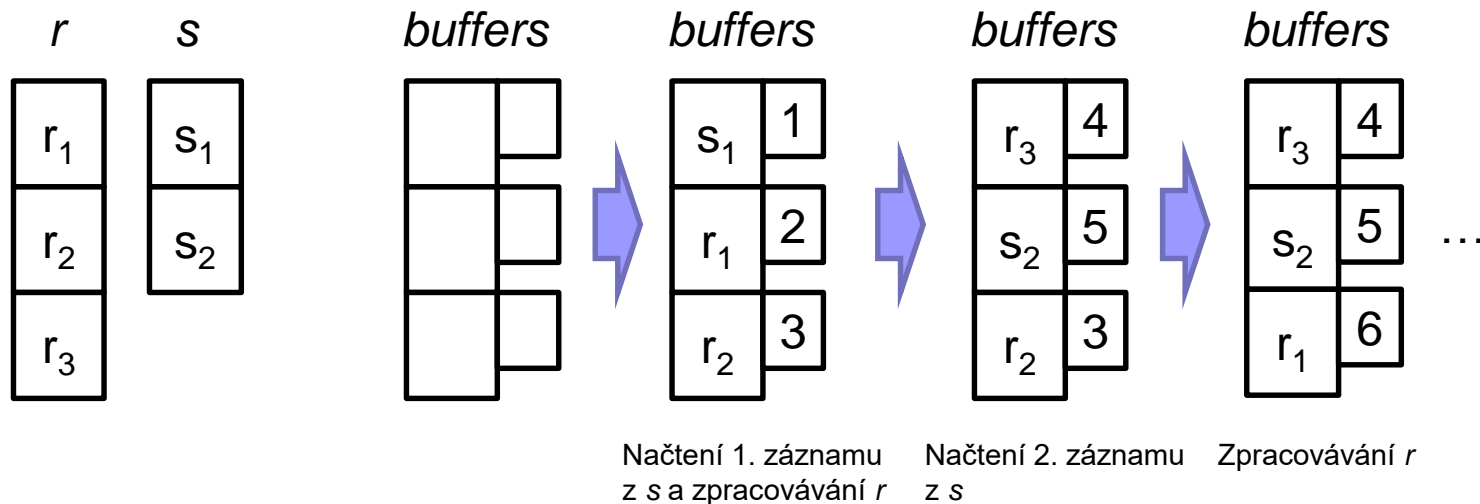 r s buffers buffers buffers buffers
r₁ s₁ s₁ 1 r₃ 4 r₃ 4
r₂ s₂ r₁ 2 s₂ 5 s₂ 5 …
r₃ r₂ 3 r₂ 3 r₁ 6
Načtení 1. záznamu Načtení 2. záznamu Zpracovávání r
z s a zpracovávání r z s